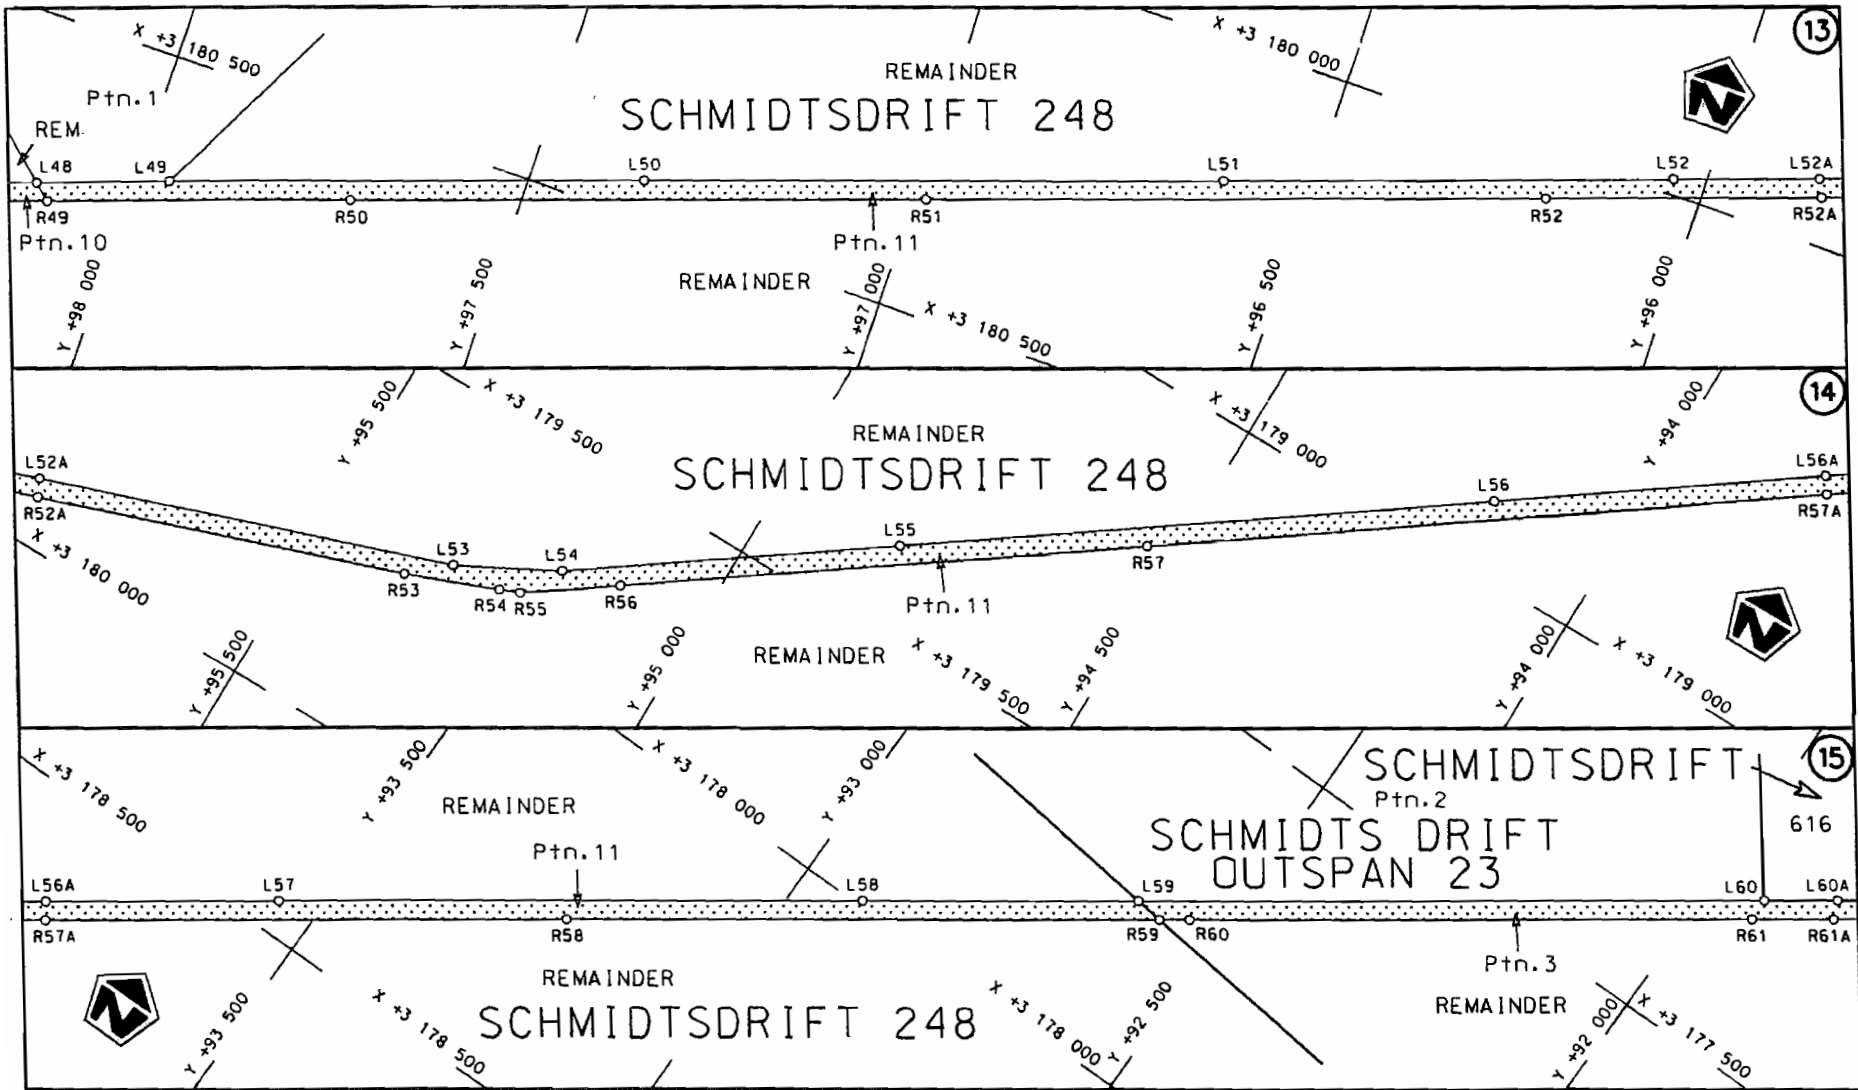 13
X +3 180 500
X +3 180 000
REMAINDER
Ptn.1
SCHMIDTSDRIFT 248
REM.
L48
L49
L50
L51
L52
L52A
R49
R50
R51
R52
R52A
Ptn.10
Ptn.11
REMAINDER
Y +98 000
Y +97 500
Y +97 000
X +3 180 500
Y +96 500
Y +96 000
14
Y +95 500
X +3 179 500
X +3 179 000
Y +94 000
REMAINDER
SCHMIDTSDRIFT 248
L52A
L53
L54
L55
L56
L56A
R52A
R53
R54
R55
R56
R57
R57A
X +3 180 000
Ptn.11
REMAINDER
Y +95 500
Y +95 000
X +3 179 500
Y +94 500
Y +94 000
X +3 179 000
15
X +3 178 500
Y +93 500
X +3 178 000
Y +93 000
SCHMIDTSDRIFT
616
REMAINDER
Ptn.2
SCHMIDTS DRIFT
OUTSPAN 23
Ptn.11
L56A
L57
L58
L59
L60
L60A
R57A
R58
R59
R60
R61
R61A
Ptn.3
REMAINDER
REMAINDER
SCHMIDTSDRIFT 248
Y +93 500
X +3 178 500
X +3 178 000
Y +92 500
Y +92 000
X +3 177 500